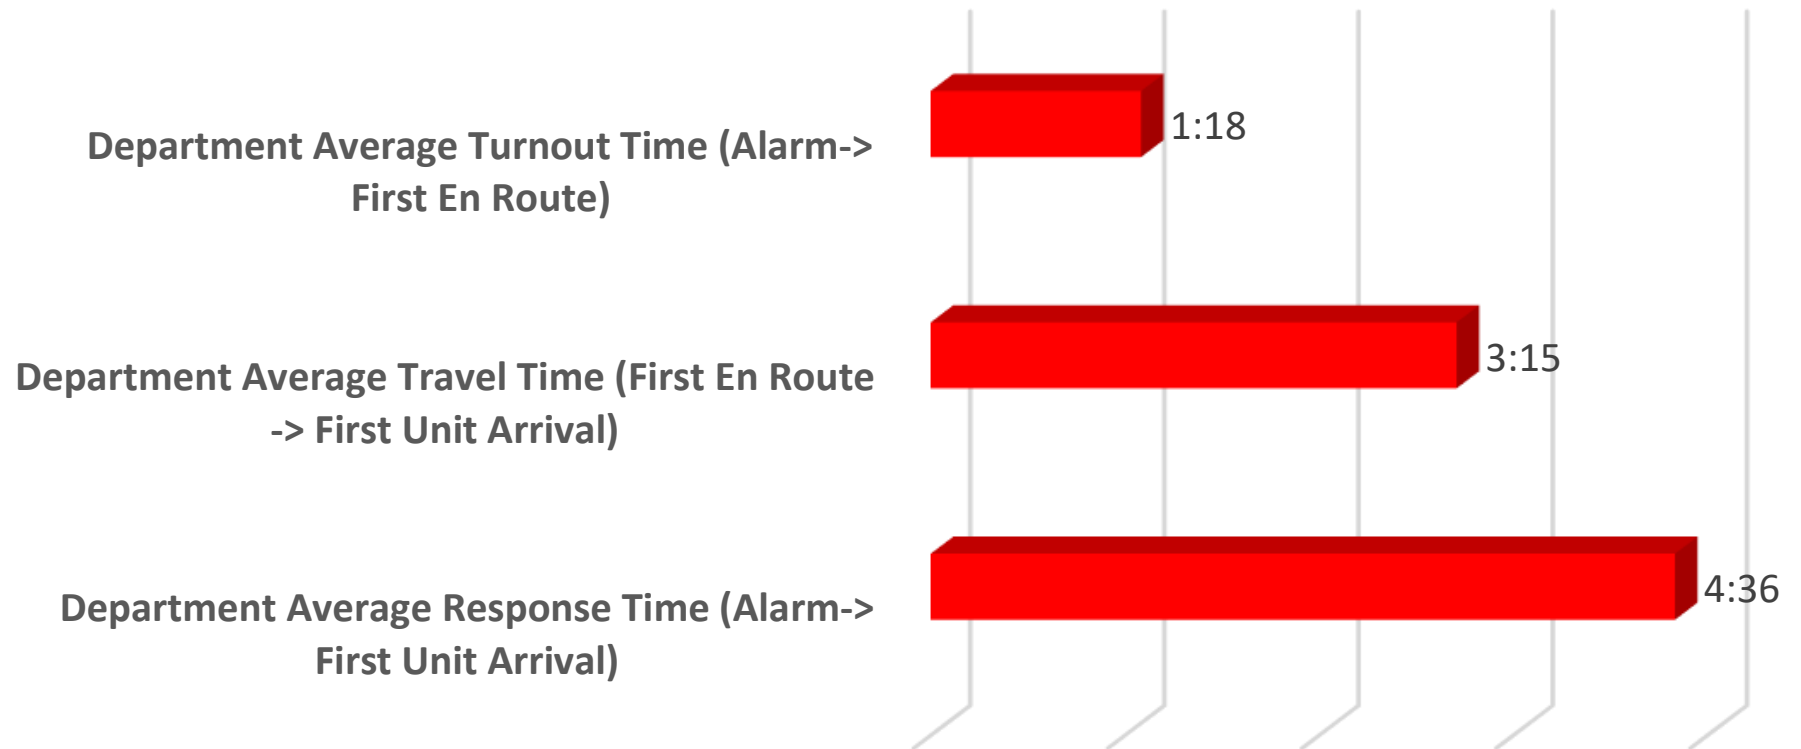 Department Average Turnout Time (Alarm->
First En Route)
1:18
Department Average Travel Time (First En Route
-> First Unit Arrival)
3:15
Department Average Response Time (Alarm->
First Unit Arrival)
4:36